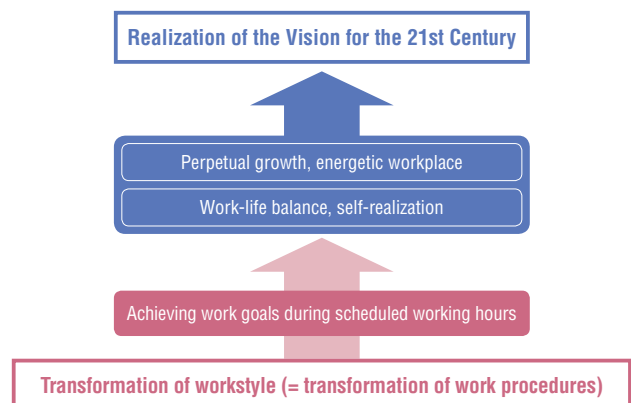 Realization of the Vision for the 21st Century
Perpetual growth, energetic workplace
Work-life balance, self-realization
Achieving work goals during scheduled working hours
Transformation of workstyle (= transformation of work procedures)